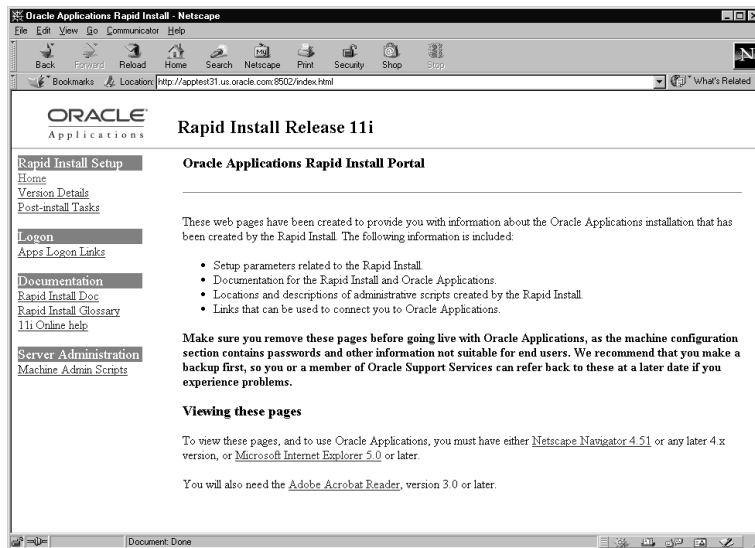 Oracle Applications Rapid Install - Netscape
File Edit View Go Communicator Help
Back Forward Reload Home Search Netscape Print Security Shop Stop
My
N
Bookmarks Location: http://apptest31.us.oracle.com:8502/index.html What's Related
ORACLE
Applications
Rapid Install Release 11i
Rapid Install Setup
Home
Version Details
Post-install Tasks
Logon
Apps Logon Links
Documentation
Rapid Install Doc
Rapid Install Glossary
11i Online help
Server Administration
Machine Admin Scripts
Oracle Applications Rapid Install Portal
These web pages have been created to provide you with information about the Oracle Applications installation that has
been created by the Rapid Install. The following information is included:
• Setup parameters related to the Rapid Install.
• Documentation for the Rapid Install and Oracle Applications.
• Locations and descriptions of administrative scripts created by the Rapid Install.
• Links that can be used to connect you to Oracle Applications.
Make sure you remove these pages before going live with Oracle Applications, as the machine configuration
section contains passwords and other information not suitable for end users. We recommend that you make a
backup first, so you or a member of Oracle Support Services can refer back to these at a later date if you
experience problems.
Viewing these pages
To view these pages, and to use Oracle Applications, you must have either Netscape Navigator 4.51 or any later 4.x
version, or Microsoft Internet Explorer 5.0 or later.
You will also need the Adobe Acrobat Reader, version 3.0 or later.
Document: Done